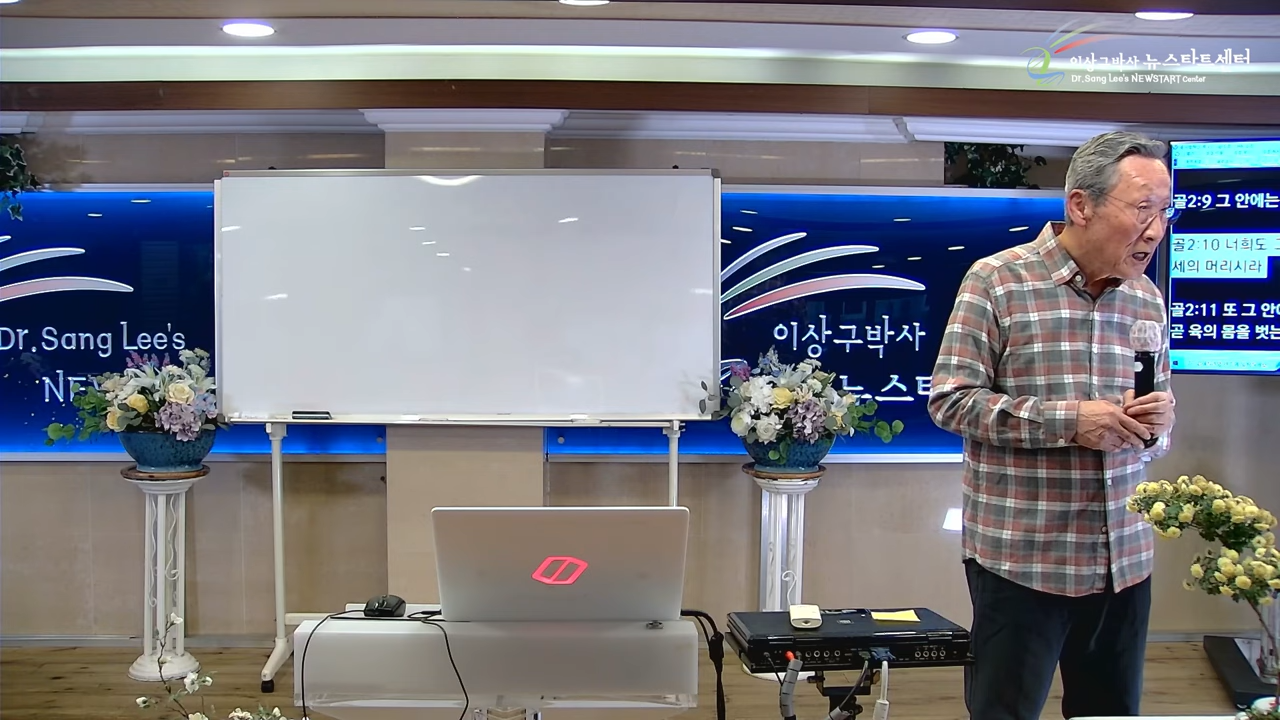 이상구박사 뉴스타트센터
Dr.Sang Lee's NEWSTART Center
골2:9 그 안에는
골2:10 너희도 그
세의 머리시라
골2:11 또 그 안에
곧 육의 몸을 벗는
Dr.Sang Lee's
이상구박사
뉴스타